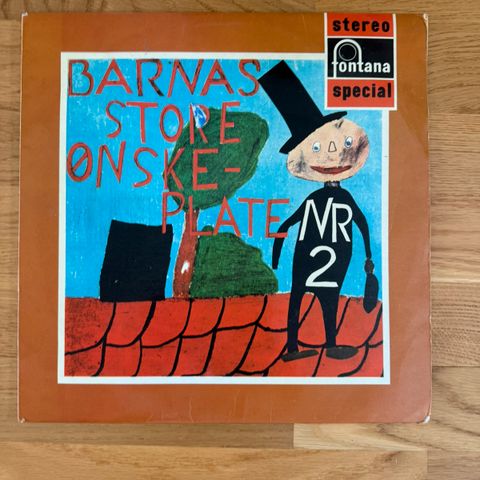 stereo
fontana
special
BARNAS
STORE
ØNSKE-
PLATE
NR
2